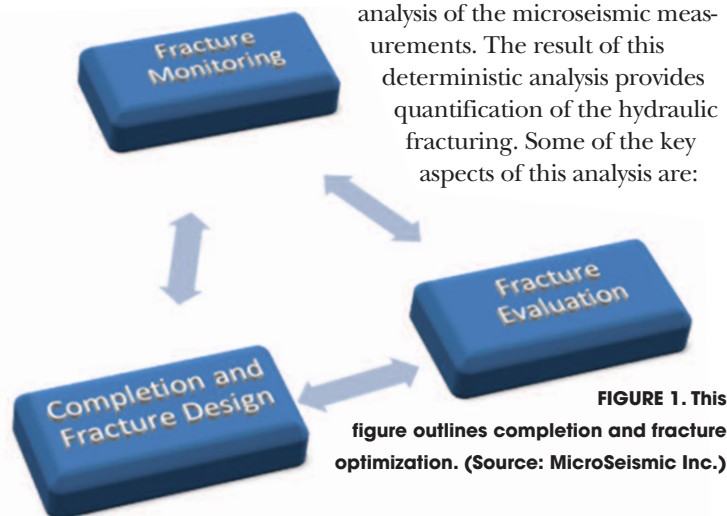 analysis of the microseismic meas-
urements. The result of this
deterministic analysis provides
quantification of the hydraulic
fracturing. Some of the key
aspects of this analysis are:
Fracture
Monitoring
Fracture
Evaluation
Completion and
Fracture Design
FIGURE 1. This
figure outlines completion and fracture
optimization. (Source: MicroSeismic Inc.)